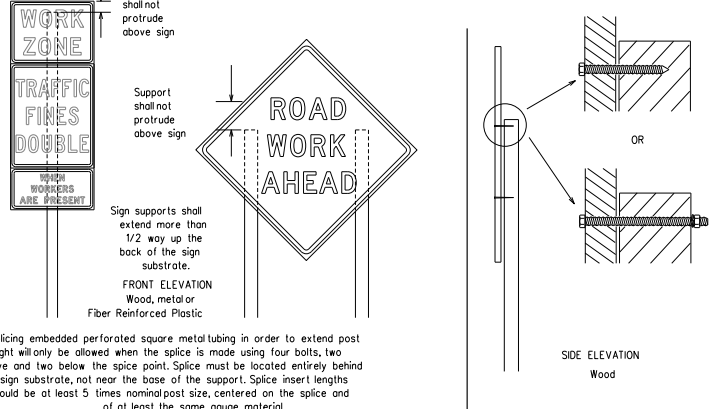 shall not
protrude
above sign
WORK
ZONE
TRAFFIC
FINES
DOUBLE
WHEN
WORKERS
ARE PRESENT
Support
shall not
protrude
above sign
ROAD
WORK
AHEAD
Sign supports shall
extend more than
1/2 way up the
back of the sign
substrate.
FRONT ELEVATION
Wood, metal or
Fiber Reinforced Plastic
OR
SIDE ELEVATION
Wood
licing embedded perforated square metal tubing in order to extend post
ght will only be allowed when the splice is made using four bolts, two
ve and two below the spice point. Splice must be located entirely behind
sign substrate, not near the base of the support. Splice insert lengths
ould be at least 5 times nominal post size, centered on the splice and
of at least the same gauge material